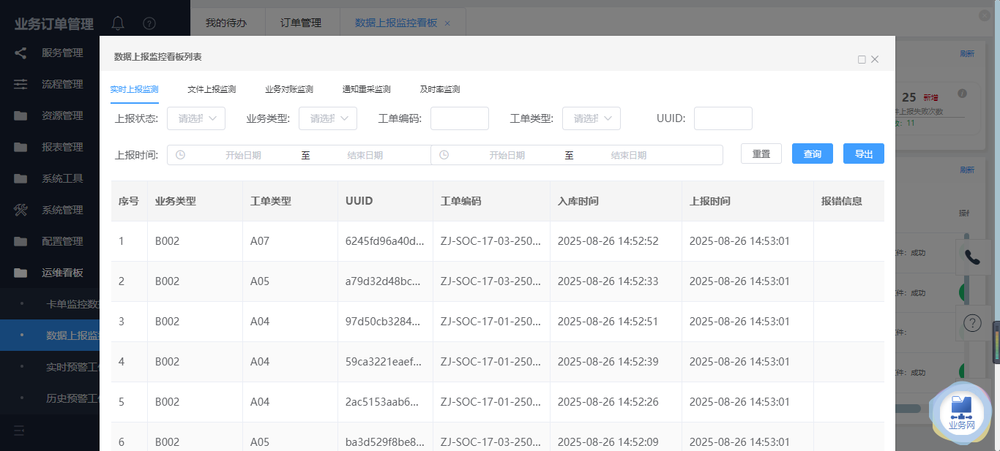 业务订单管理
我的待办 订单管理 数据上报监控看板 ×
服务管理
流程管理
资源管理
报表管理
系统工具
系统管理
配置管理
运维看板
卡单监控数
数据上报监
实时预警工
历史预警工
数据上报监控看板列表
实时上报监测 文件上报监测 业务对账监测 通知重采监测 及时率监测
上报状态: 请选择 业务类型: 请选择 工单编码: 工单类型: 请选择 UUID:
上报时间: 开始日期 至 结束日期 开始日期 至 结束日期 重置 查询 导出
序号 业务类型 工单类型 UUID 工单编码 入库时间 上报时间 报错信息
1 B002 A07 6245fd96a40d... ZJ-SOC-17-03-250... 2025-08-26 14:52:52 2025-08-26 14:53:01
2 B002 A05 a79d32d48bc... ZJ-SOC-17-03-250... 2025-08-26 14:52:33 2025-08-26 14:53:01
3 B002 A04 97d50cb3284... ZJ-SOC-17-01-250... 2025-08-26 14:52:51 2025-08-26 14:53:01
4 B002 A04 59ca3221eaef... ZJ-SOC-17-01-250... 2025-08-26 14:52:39 2025-08-26 14:53:01
5 B002 A04 2ac5153aab6... ZJ-SOC-17-01-250... 2025-08-26 14:52:26 2025-08-26 14:53:01
6 B002 A05 ba3d529f8be8... ZJ-SOC-17-03-250... 2025-08-26 14:52:09 2025-08-26 14:53:01
刷新
25 新增
件上报失败次数
: 11
刷新
件：成功
件：成功
件：
件：成功
业务网